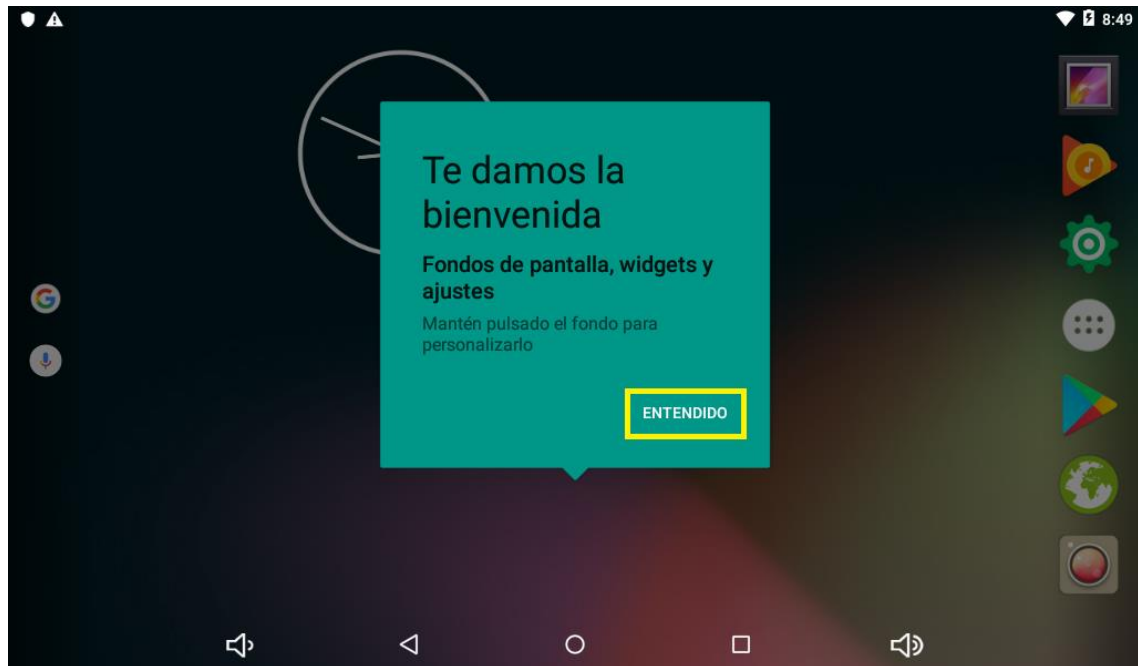 8:49
Te damos la
bienvenida
Fondos de pantalla, widgets y
ajustes
Mantén pulsado el fondo para
personalizarlo
ENTENDIDO